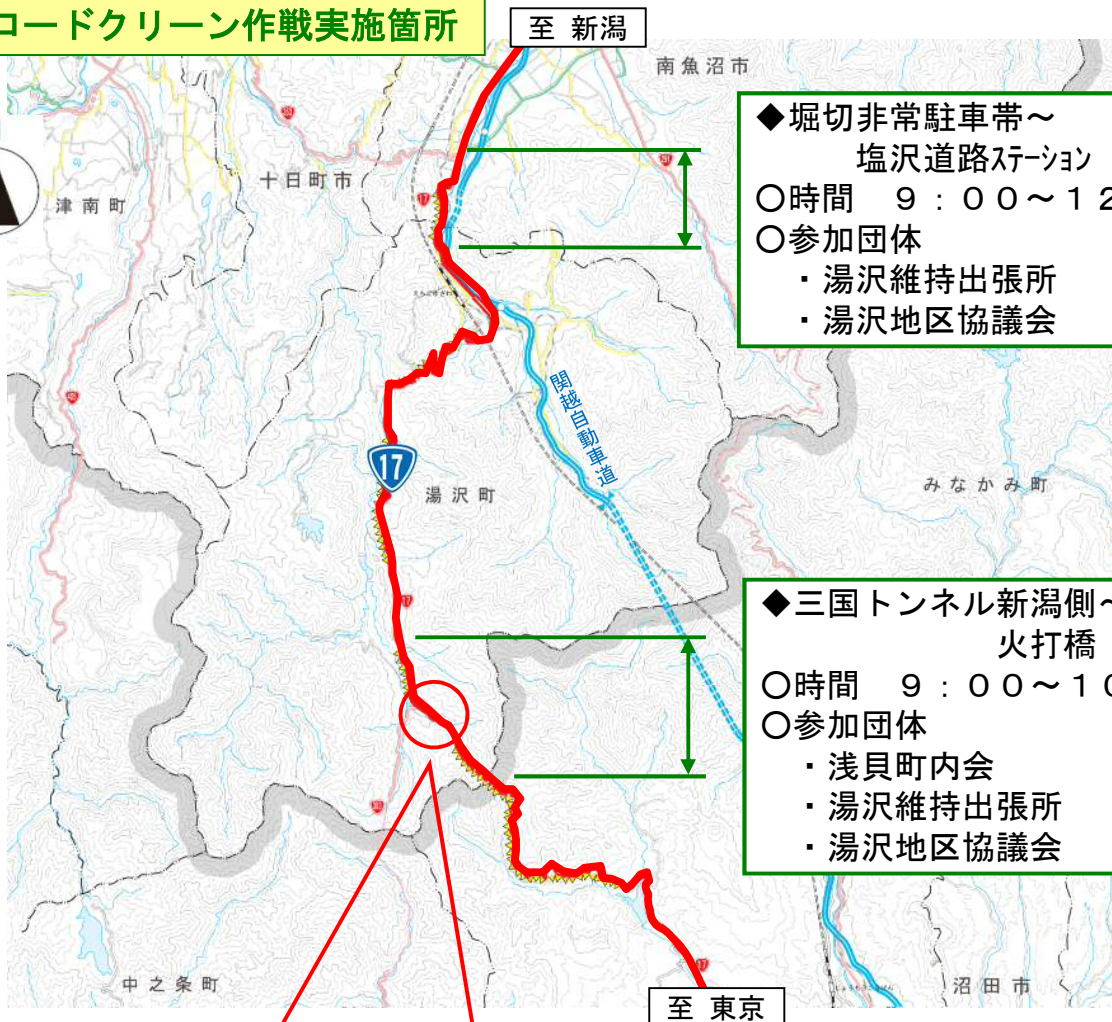 ロードクリーン作戦実施箇所
至 新潟
南魚沼市
◆堀切非常駐車帯～
塩沢道路ステーション
○時間 9:00～12
○参加団体
・湯沢維持出張所
・湯沢地区協議会
十日町市
津南町
17
関越自動車道
17
湯沢町
みなかみ町
17
◆三国トンネル新潟側～
火打橋
○時間 9:00～10
○参加団体
・浅貝町内会
・湯沢維持出張所
・湯沢地区協議会
中之条町
17
沼田市
至 東京